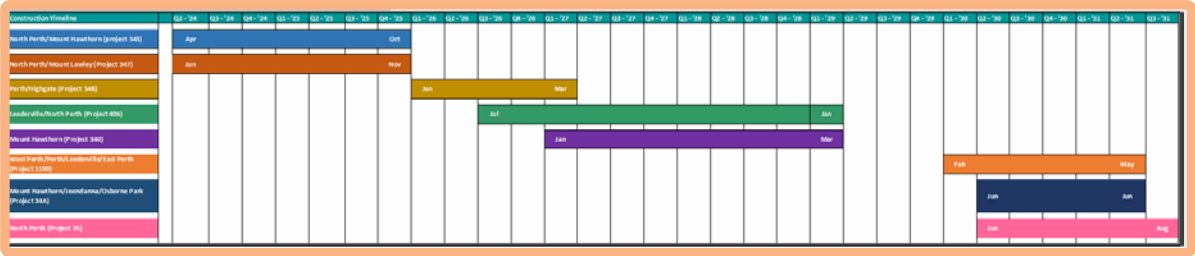 Construction Timeline Q2 - '24 Q3 - '24 Q4 - '24 Q1 - '25 Q2 - '25 Q3 - '25 Q4 - '25 Q1 - '26 Q2 - '26 Q3 - '26 Q4 - '26 Q1 - '27 Q2 - '27 Q3 - '27 Q4 - '27 Q1 - '28 Q2 - '28 Q3 - '28 Q4 - '28 Q1 - '29 Q2 - '29 Q3 - '29 Q4 - '29 Q1 - '30 Q2 - '30 Q3 - '30 Q4 - '30 Q1 - '31 Q2 - '31 Q3 - '31
North Perth/Mount Hawthorn (project 345) Apr Oct
North Perth/Mount Lawley (Project 347) Jun Nov
Perth/Highgate (Project 348) Jan Mar
Leederville/North Perth (Project) Jul Jan
Mount Hawthorn (Project 340) Jan Mar
West Perth/Perth/Leederville/East Perth
(Project 1190) Feb May
Mount Hawthorn/Joondanna/Osborne Park
(Project 34A) Jun Jun
North Perth (Project 35) Jun Aug